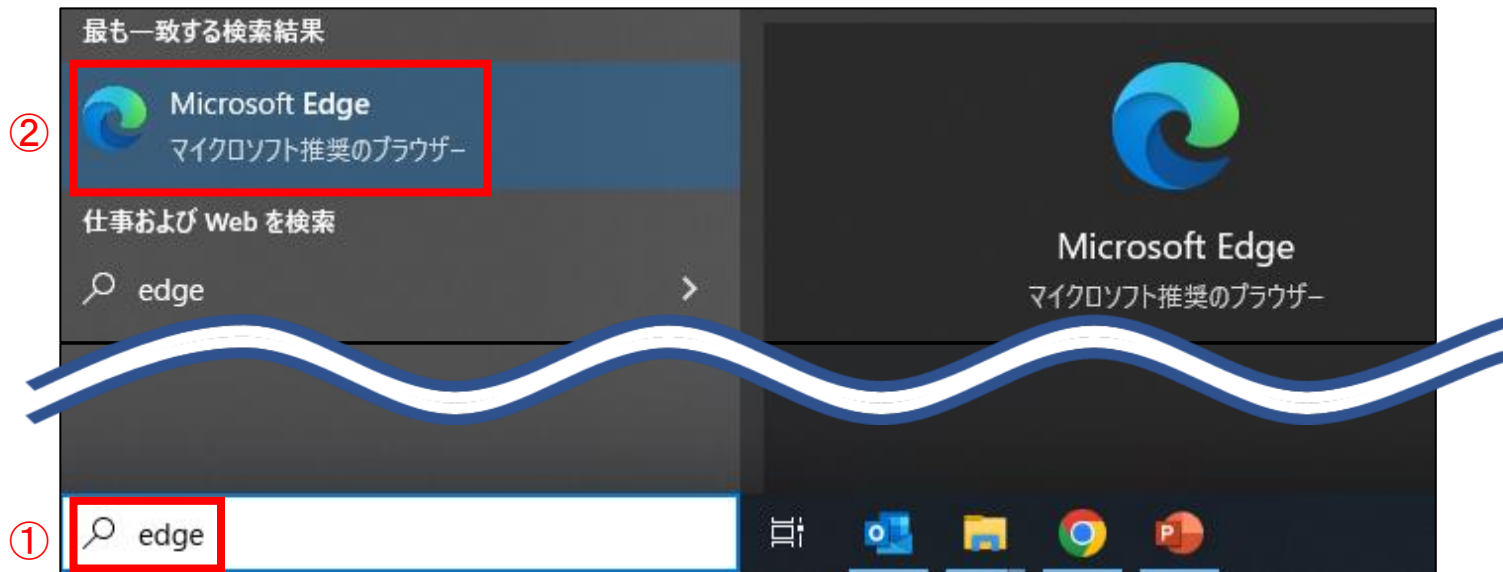 最も一致する検索結果
②
Microsoft Edge
マイクロソフト推奨のブラウザー
仕事および Web を検索
edge
Microsoft Edge
マイクロソフト推奨のブラウザー
①
edge